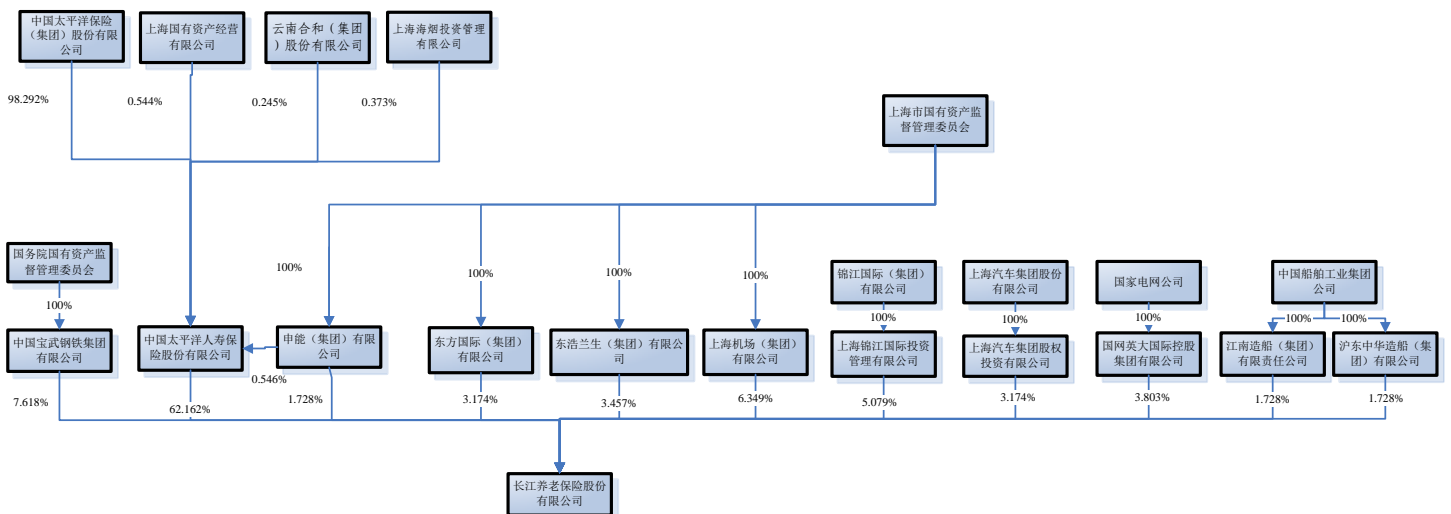 中国太平洋保险
（集团）股份有限
公司
上海国有资产经营
有限公司
云南合和（集团
）股份有限公司
上海海烟投资管理
有限公司
98.292%
0.544%
0.245%
0.373%
上海市国有资产监
督管理委员会
国务院国有资产监
督管理委员会
100%
100%
100%
100%
100%
锦江国际（集团）
有限公司
上海汽车集团股份
有限公司
国家电网公司
中国船舶工业集团
公司
100%
100%
100%
100%
100%
中国宝武钢铁集团
有限公司
中国太平洋人寿保
险股份有限公司
申能（集团）有限
公司
东方国际（集团）
有限公司
东浩兰生（集团）有限公
司
上海机场（集团）
有限公司
上海锦江国际投资
管理有限公司
上海汽车集团股权
投资有限公司
国网英大国际控股
集团有限公司
江南造船（集团）
有限责任公司
沪东中华造船（集
团）有限公司
0.546%
7.618%
62.162%
1.728%
3.174%
3.457%
6.349%
5.079%
3.174%
3.803%
1.728%
1.728%
长江养老保险股份
有限公司